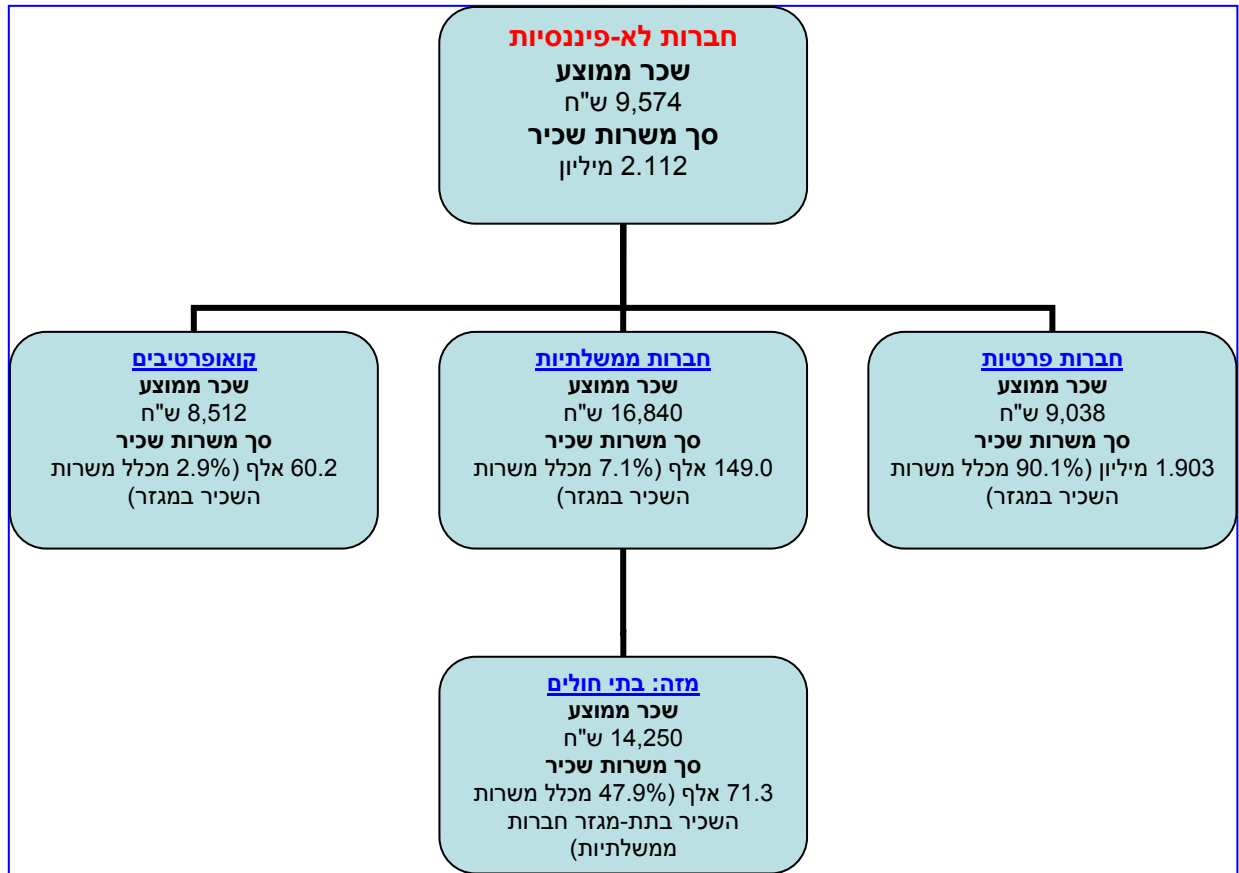 חברות לא-פיננסיות
שכר ממוצע
9,574 ש"ח
סך משרות שכיר
2.112 מיליון
חברות פרטיות
שכר ממוצע
9,038 ש"ח
סך משרות שכיר
1.903 מיליון (90.1% מכלל משרות
השכיר במגזר)
חברות ממשלתיות
שכר ממוצע
16,840 ש"ח
סך משרות שכיר
149.0 אלף (7.1% מכלל משרות
השכיר במגזר)
קואופרטיבים
שכר ממוצע
8,512 ש"ח
סך משרות שכיר
60.2 אלף (2.9% מכלל משרות
השכיר במגזר)
מזה: בתי חולים
שכר ממוצע
14,250 ש"ח
סך משרות שכיר
71.3 אלף (47.9% מכלל משרות
השכיר בתת-מגזר חברות
ממשלתיות)